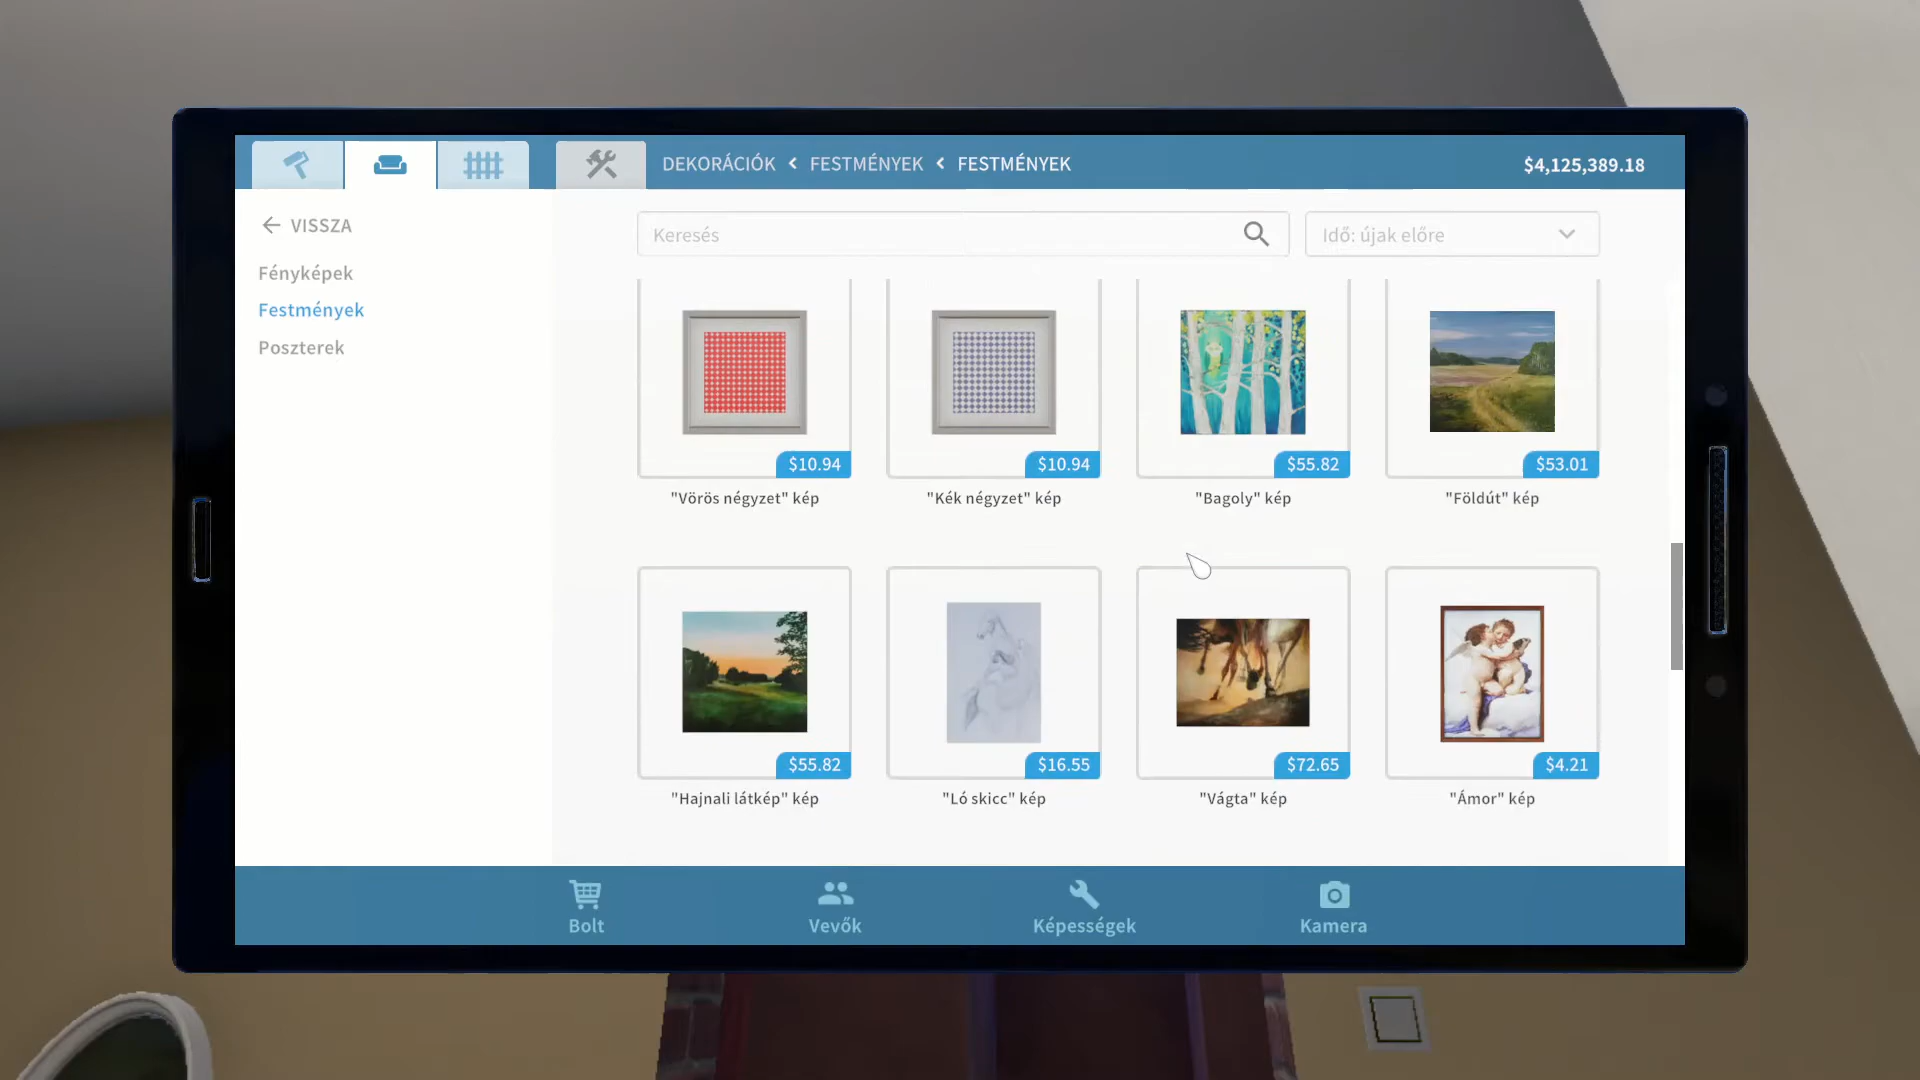 DEKORÁCIÓK < FESTMÉNYEK < FESTMÉNYEK
$4,125,389.18
VISSZA
Fényképek
Festmények
Poszterek
Keresés
Idő: újak előre
$10.94
$10.94
$55.82
$53.01
"Vörös négyzet" kép
"Kék négyzet" kép
"Bagoly" kép
"Földút" kép
$55.82
$16.55
$72.65
$4.21
"Hajnali látkép" kép
"Ló skicc" kép
"Vágta" kép
"Ámor" kép
Bolt
Vevők
Képességek
Kamera